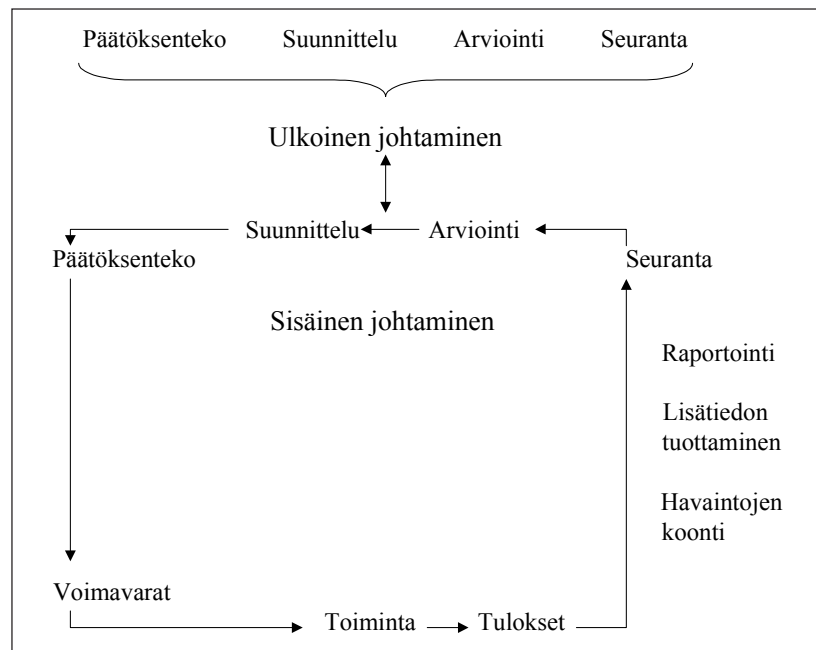 Päätöksenteko Suunnittelu Arviointi Seuranta
Ulkoinen johtaminen
Suunnittelu Arviointi
Päätöksenteko Seuranta
Sisäinen johtaminen
Raportointi
Lisätiedon
tuottaminen
Havaintojen
koonti
Voimavarat
Toiminta Tulokset